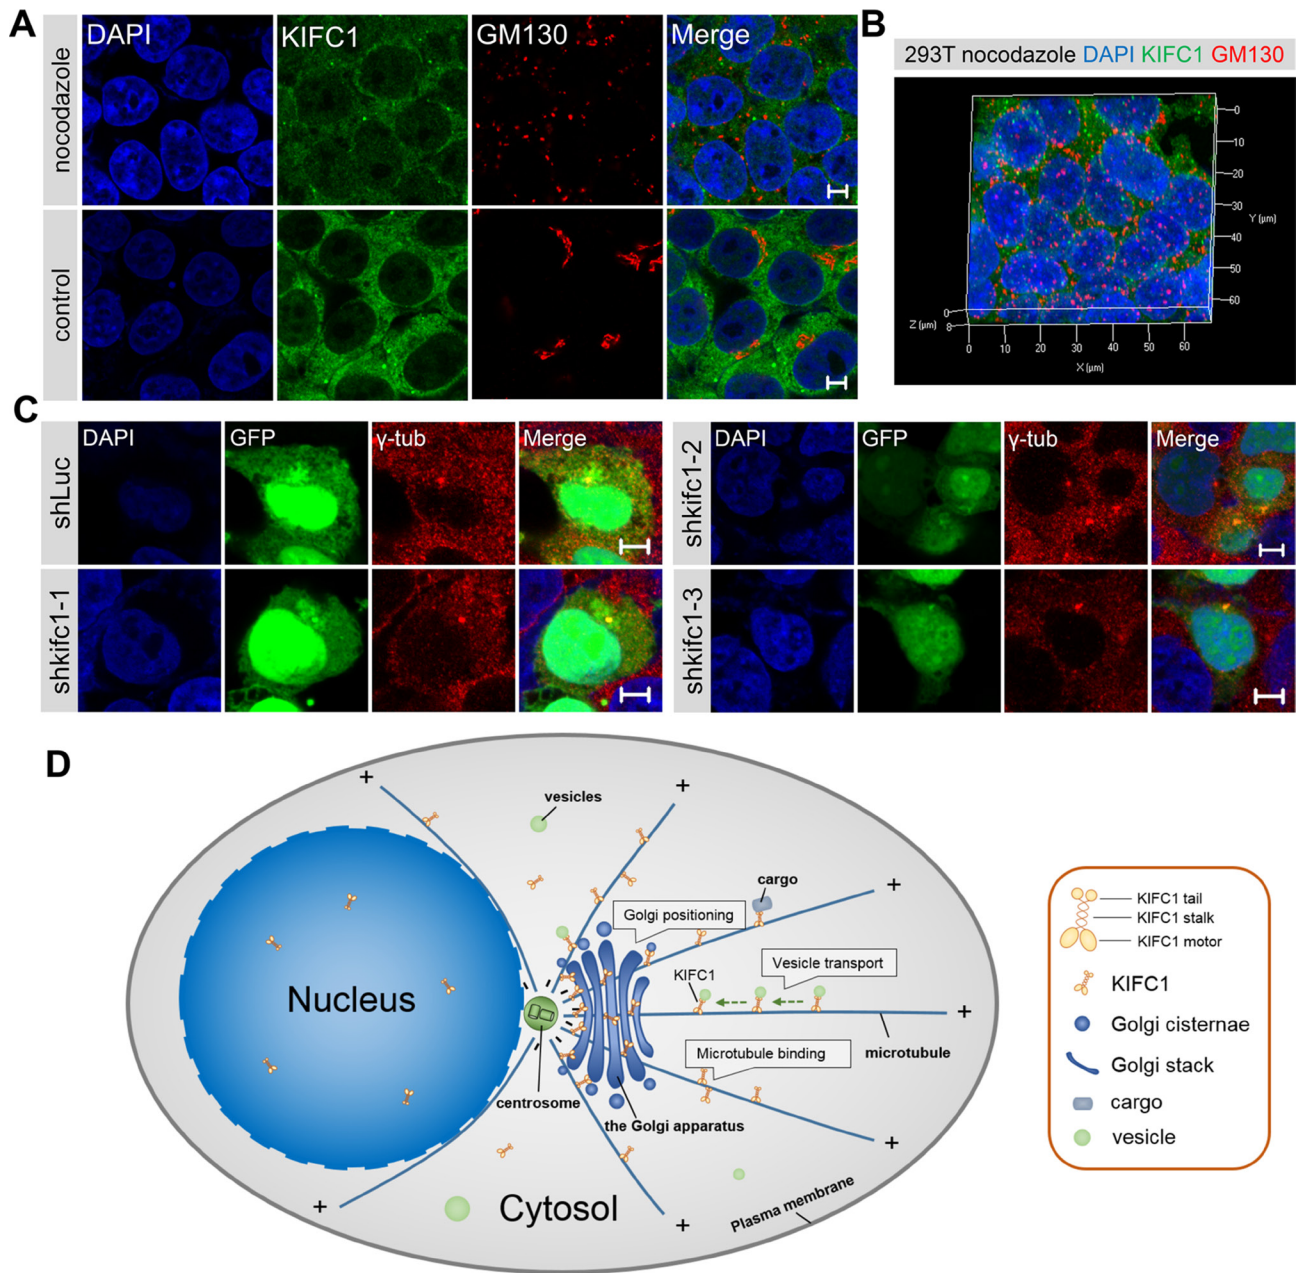 A
DAPI
KIFC1
GM130
Merge
nocodazole
control
B
293T nocodazole DAPI KIFC1 GM130
0
10
20
30
Y (µm)
40
50
60
0
Z (µm)
8
0
10
20
30
40
50
60
X (µm)
C
DAPI
GFP
γ-tub
Merge
shLuc
shkifc1-1
DAPI
GFP
γ-tub
Merge
shkifc1-2
shkifc1-3
D
+
+
vesicles
cargo
+
Golgi positioning
Vesicle transport
KIFC1
Nucleus
+
microtubule
Microtubule binding
centrosome
the Golgi apparatus
+
+
+
Cytosol
Plasma membrane
KIFC1 tail
KIFC1 stalk
KIFC1 motor
KIFC1
Golgi cisternae
Golgi stack
cargo
vesicle